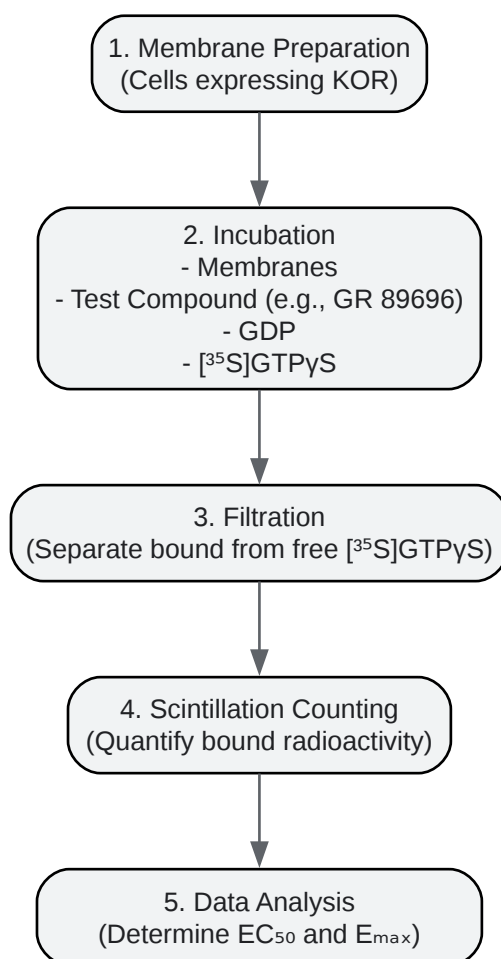 1. Membrane Preparation
(Cells expressing KOR)
2. Incubation
- Membranes
- Test Compound (e.g., GR 89696)
- GDP
- [³⁵S]GTPγS
3. Filtration
(Separate bound from free [³⁵S]GTPγS)
4. Scintillation Counting
(Quantify bound radioactivity)
5. Data Analysis
(Determine EC₅₀ and Eₘₐₓ)